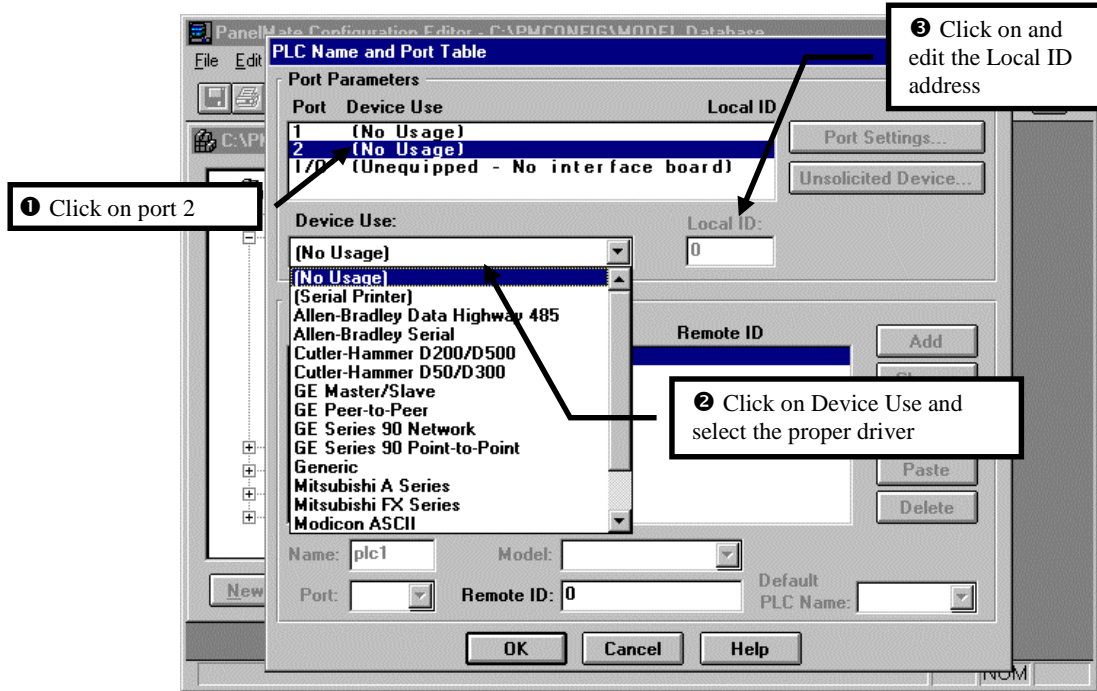 PanelMate Configuration Editor - C:\PMCONFIG\MODEL Database
File Edit
PLC Name and Port Table
❸ Click on and
edit the Local ID
address
Port Parameters
Port Device Use Local ID
1 (No Usage)
2 (No Usage)
I/O (Unequipped - No interface board)
Port Settings...
Unsolicited Device...
C:\PM
❶ Click on port 2
Device Use:
Local ID:
(No Usage)
0
(No Usage)
(Serial Printer)
Allen-Bradley Data Highway 485
Allen-Bradley Serial
Cutler-Hammer D200/D500
Cutler-Hammer D50/D300
GE Master/Slave
GE Peer-to-Peer
GE Series 90 Network
GE Series 90 Point-to-Point
Generic
Mitsubishi A Series
Mitsubishi FX Series
Modicon ASCII
Remote ID
Add
❷ Click on Device Use and
select the proper driver
Paste
Delete
Name: plc1 Model:
Port: Remote ID: 0 Default
PLC Name:
New
OK Cancel Help
NUM